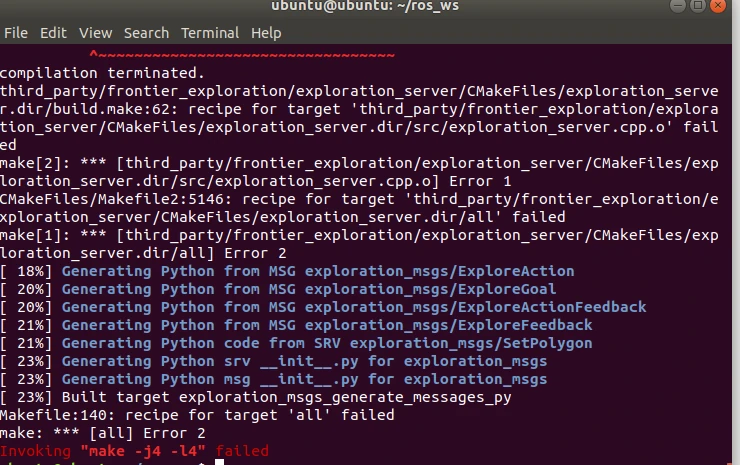 ubuntu@ubuntu: ~/ros_ws
File Edit View Search Terminal Help
^~~~~~~~~~~~~~~~~~~~~~~~~~~~~~~~~~
compilation terminated.
third_party/frontier_exploration/exploration_server/CMakeFiles/exploration_serve
r.dir/build.make:62: recipe for target 'third_party/frontier_exploration/explora
tion_server/CMakeFiles/exploration_server.dir/src/exploration_server.cpp.o' fail
ed
make[2]: *** [third_party/frontier_exploration/exploration_server/CMakeFiles/exp
loration_server.dir/src/exploration_server.cpp.o] Error 1
CMakeFiles/Makefile2:5146: recipe for target 'third_party/frontier_exploration/e
xploration_server/CMakeFiles/exploration_server.dir/all' failed
make[1]: *** [third_party/frontier_exploration/exploration_server/CMakeFiles/exp
loration_server.dir/all] Error 2
[ 18%] Generating Python from MSG exploration_msgs/ExploreAction
[ 20%] Generating Python from MSG exploration_msgs/ExploreGoal
[ 20%] Generating Python from MSG exploration_msgs/ExploreActionFeedback
[ 21%] Generating Python from MSG exploration_msgs/ExploreFeedback
[ 21%] Generating Python code from SRV exploration_msgs/SetPolygon
[ 23%] Generating Python srv __init__.py for exploration_msgs
[ 23%] Generating Python msg __init__.py for exploration_msgs
[ 23%] Built target exploration_msgs_generate_messages_py
Makefile:140: recipe for target 'all' failed
make: *** [all] Error 2
Invoking "make -j4 -l4" failed